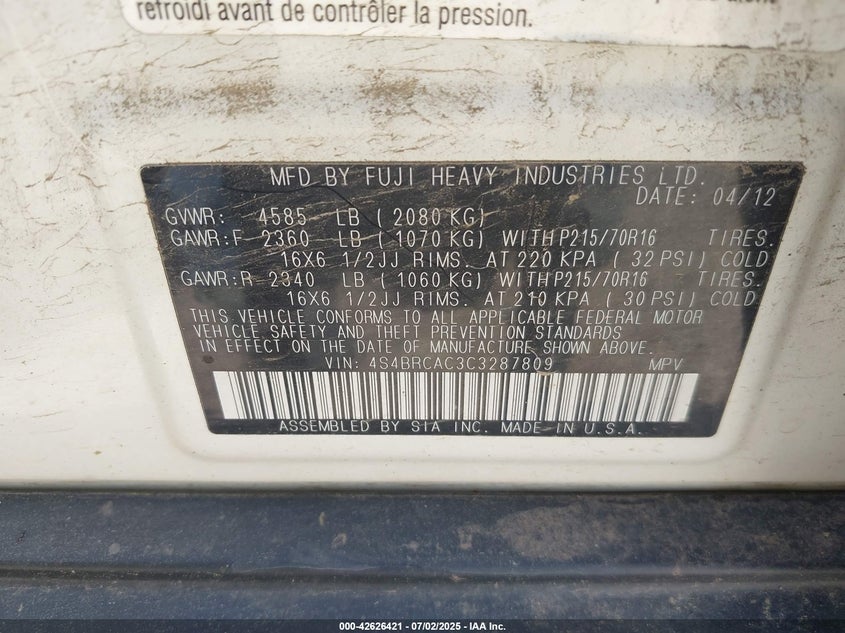 refroidi avant de contrôler la pression.
MFD BY FUJI HEAVY INDUSTRIES LTD.
DATE: 04/12
GVWR: 4585 LB ( 2080 KG)
GAWR:F - 2360 LB ( 1070 KG) WITH P215/70R16 TIRES.
16X6 1/2JJ RIMS. AT 220 KPA ( 32 PSI) COLD
GAWR:R - 2340 LB ( 1060 KG) WITH P215/70R16 TIRES.
16X6 1/2JJ RIMS. AT 210 KPA ( 30 PSI) COLD
THIS VEHICLE CONFORMS TO ALL APPLICABLE FEDERAL MOTOR
VEHICLE SAFETY AND THEFT PREVENTION STANDARDS
IN EFFECT ON THE DATE OF MANUFACTURE SHOWN ABOVE.
VIN: 4S4BRCAC3C3287809 MPV
ASSEMBLED BY SIA INC. MADE IN U.S.A.
000-42626421 - 07/02/2025 - IAA Inc.